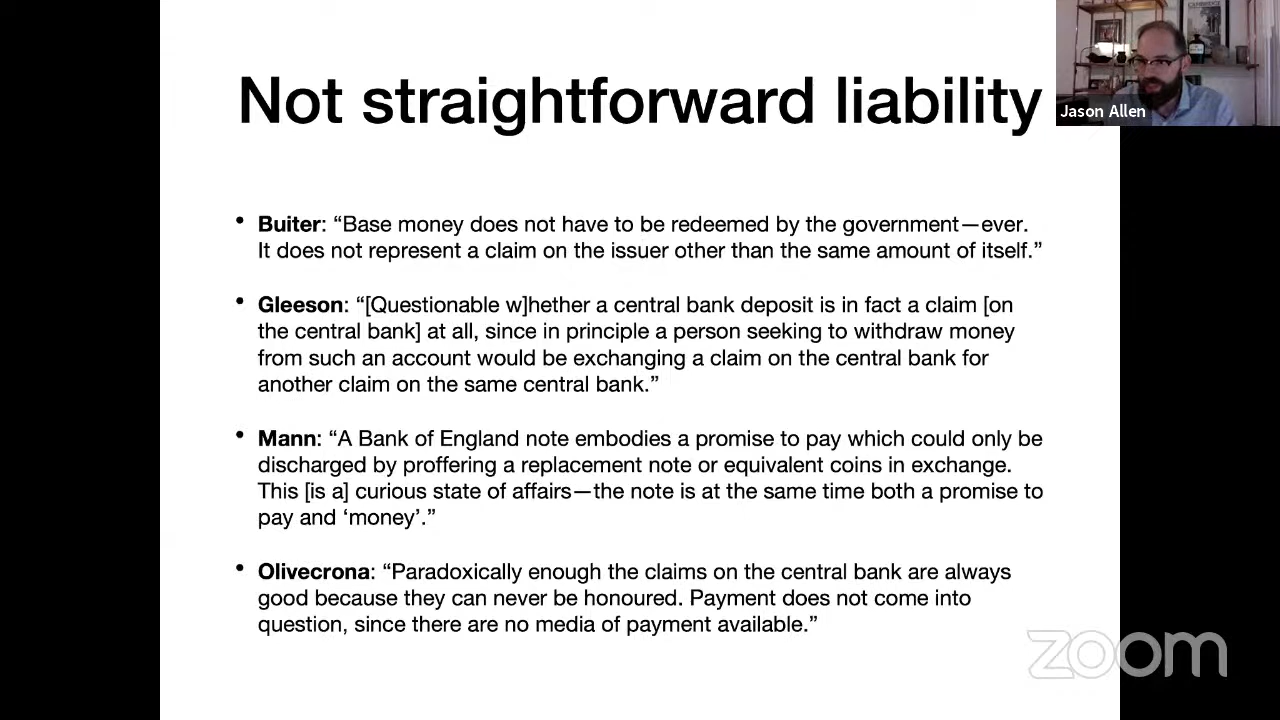 Not straightforward liability
Jason Allen
• Buiter: “Base money does not have to be redeemed by the government—ever.
It does not represent a claim on the issuer other than the same amount of itself.”
• Gleeson: “[Questionable w]hether a central bank deposit is in fact a claim [on
the central bank] at all, since in principle a person seeking to withdraw money
from such an account would be exchanging a claim on the central bank for
another claim on the same central bank.”
• Mann: “A Bank of England note embodies a promise to pay which could only be
discharged by proffering a replacement note or equivalent coins in exchange.
This [is a] curious state of affairs—the note is at the same time both a promise to
pay and ‘money’.”
• Olivecrona: “Paradoxically enough the claims on the central bank are always
good because they can never be honoured. Payment does not come into
question, since there are no media of payment available.”
zoom